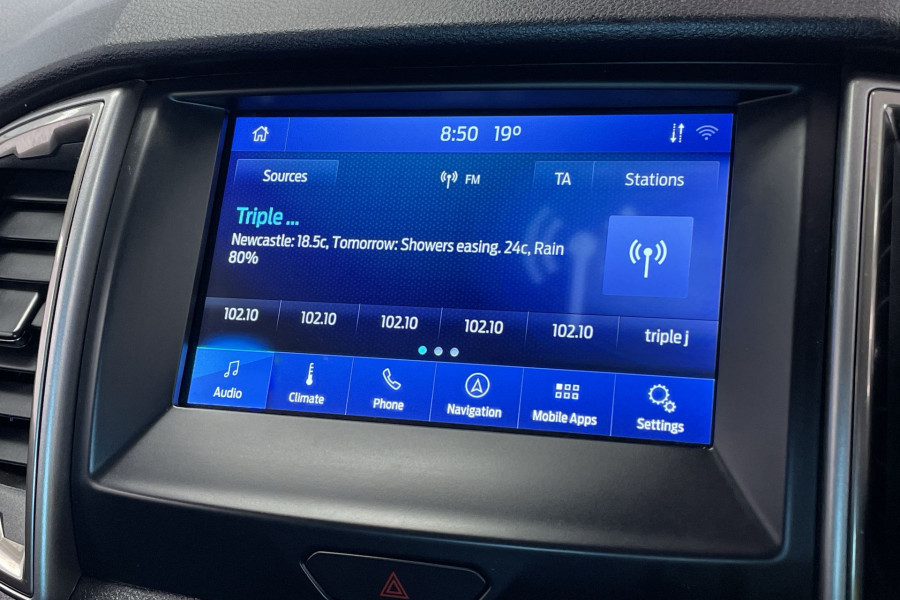 8:50 19°
Sources FM TA Stations
Triple ...
Newcastle: 18.5c, Tomorrow: Showers easing. 24c, Rain
80%
102.10 102.10 102.10 102.10 102.10 triple j
Audio Climate Phone Navigation Mobile Apps Settings